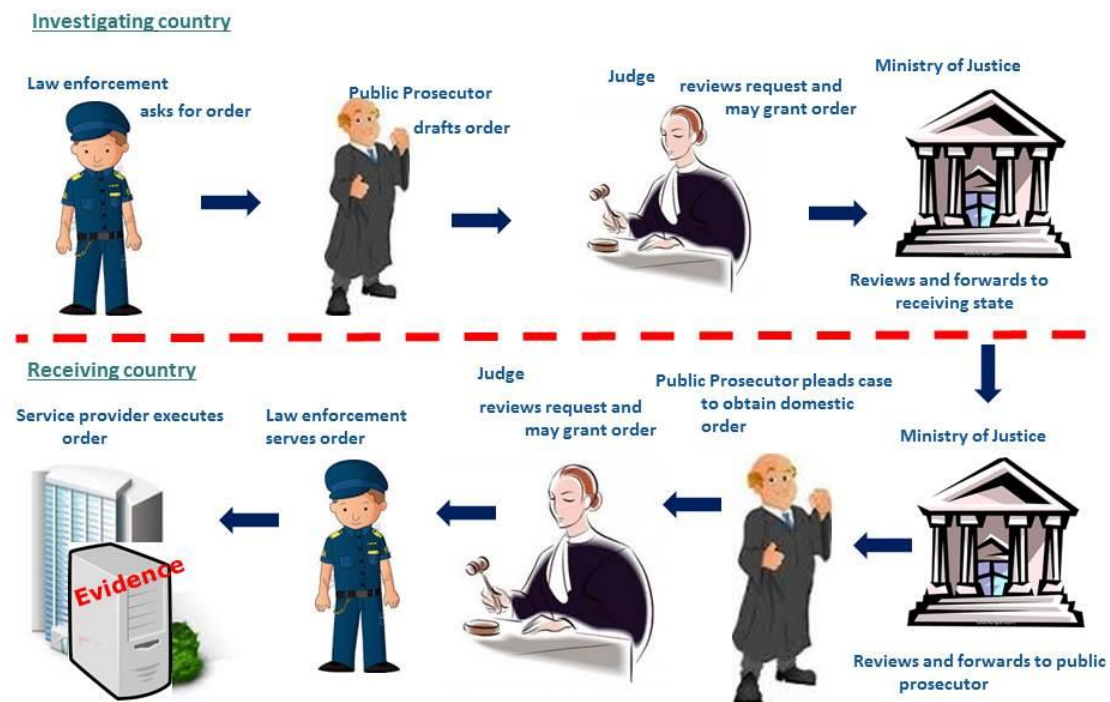 Investigating country
Law enforcement
asks for order
Public Prosecutor
drafts order
Judge
reviews request and
may grant order
Ministry of Justice
Reviews and forwards to
receiving state
Receiving country
Service provider executes
order
Law enforcement
serves order
Judge
reviews request and
may grant order
Public Prosecutor pleads case
to obtain domestic
order
Ministry of Justice
Reviews and forwards to public
prosecutor
Evidence